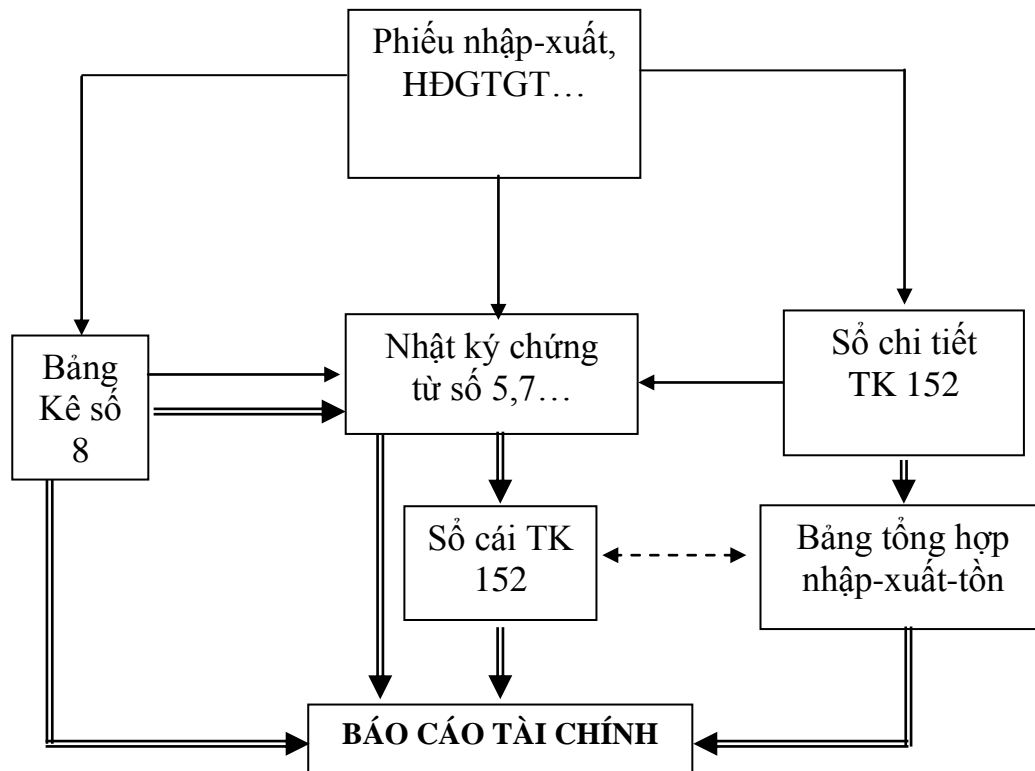 Phiếu nhập-xuất,
HĐGTGT…
Bảng
Kê số
8
Nhật ký chứng
từ số 5,7…
Sổ chi tiết
TK 152
Sổ cái TK
152
Bảng tổng hợp
nhập-xuất-tồn
BÁO CÁO TÀI CHÍNH